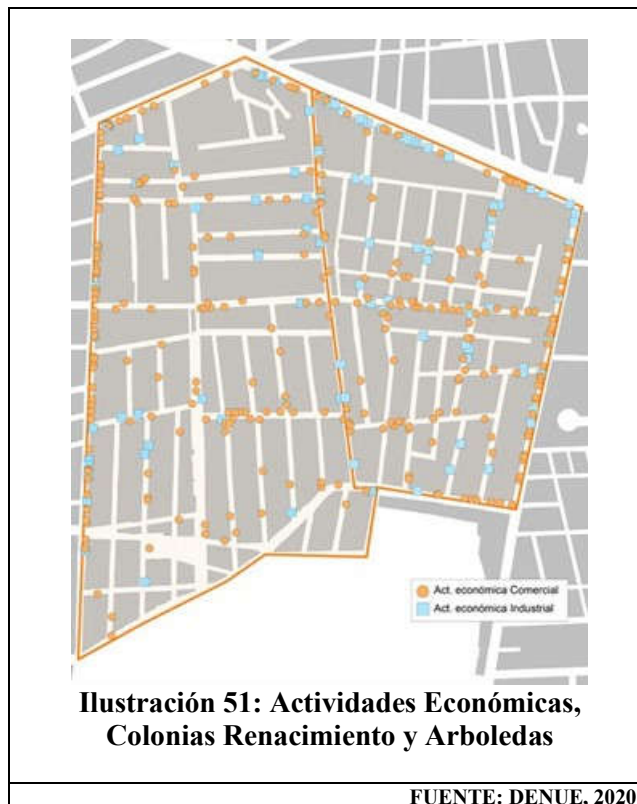 Act. económica Comercial
Act. económica Industrial
Ilustración 51: Actividades Económicas,
Colonias Renacimiento y Arboledas
FUENTE: DENUE, 2020